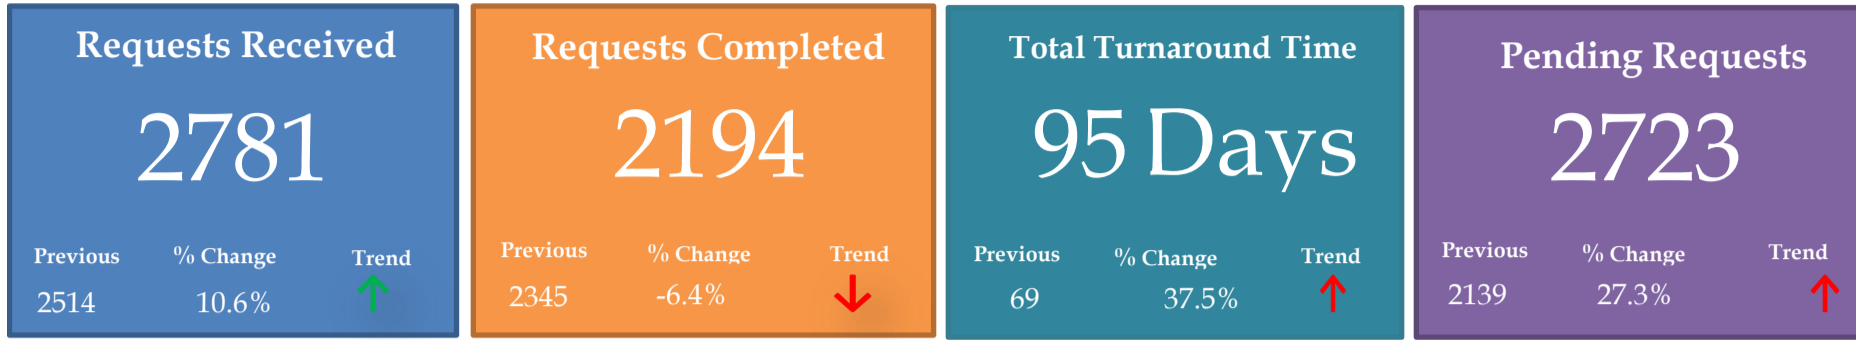 Requests Received
2781
Previous % Change Trend
2514 10.6%
Requests Completed
2194
Previous % Change Trend
2345 -6.4%
Total Turnaround Time
95 Days
Previous % Change Trend
69 37.5%
Pending Requests
2723
Previous % Change Trend
2139 27.3%